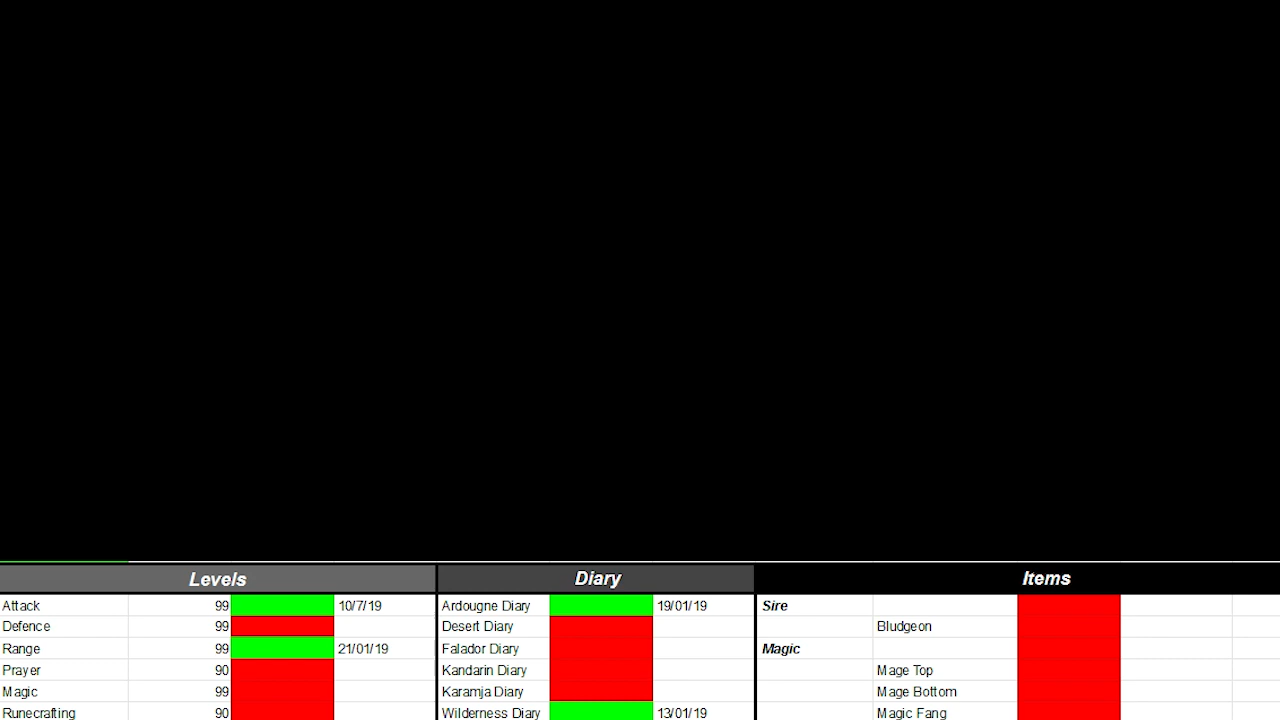 Levels Diary Items
Attack 99 10/7/19 Ardougne Diary 19/01/19 Sire
Defence 99 Desert Diary Bludgeon
Range 99 21/01/19 Falador Diary Magic
Prayer 90 Kandarin Diary Mage Top
Magic 99 Karamja Diary Mage Bottom
Runecrafting 90 Wilderness Diary 13/01/19 Magic Fang